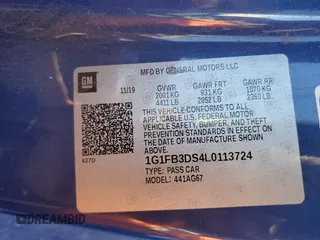 MFD BY GENERAL MOTORS LLC
GM
11/19
GVWR GAWR FRT GAWR RR
2001 KG 931 KG 1070 KG
4411 LB 2052 LB 2360 LB
THIS VEHICLE CONFORMS TO ALL
APPLICABLE U.S. FEDERAL MOTOR
VEHICLE SAFETY, BUMPER, AND THEFT
PREVENTION STANDARDS IN EFFECT
ON THE DATE OF MANUFACTURE
SHOWN ABOVE.
1G1FB3DS4L0113724
TYPE: PASS CAR
MODEL: 441AG67
627D
DREAMBID